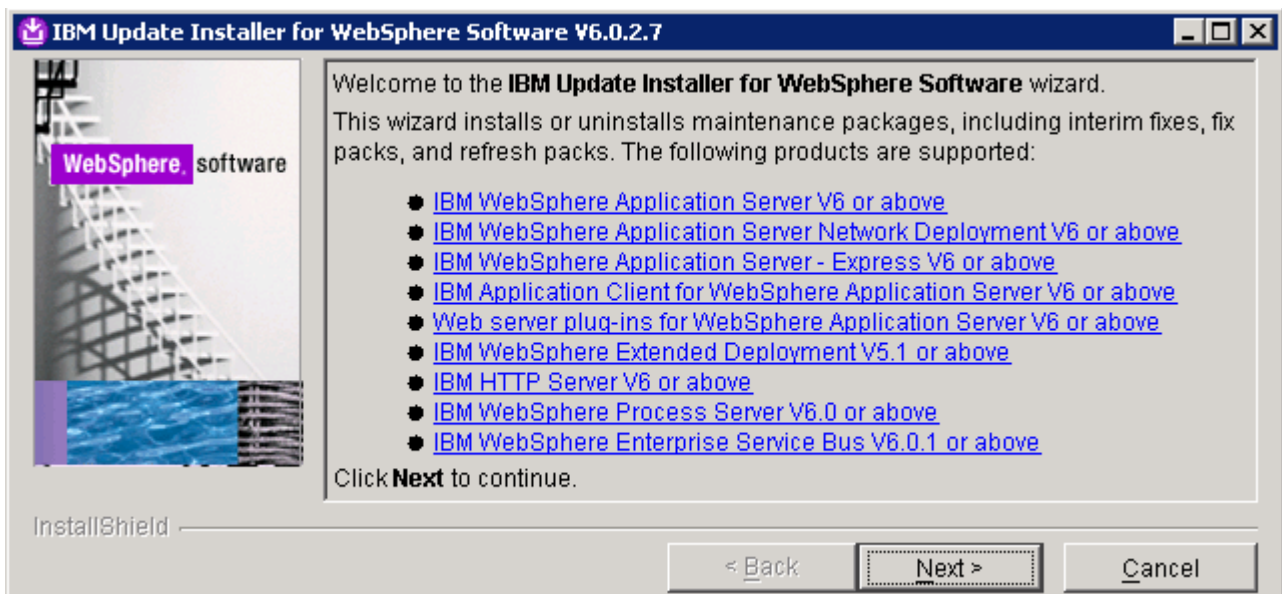 IBM Update Installer for WebSphere Software V6.0.2.7
WebSphere. software
Welcome to the IBM Update Installer for WebSphere Software wizard.
This wizard installs or uninstalls maintenance packages, including interim fixes, fix
packs, and refresh packs. The following products are supported:
IBM WebSphere Application Server V6 or above
IBM WebSphere Application Server Network Deployment V6 or above
IBM WebSphere Application Server - Express V6 or above
IBM Application Client for WebSphere Application Server V6 or above
Web server plug-ins for WebSphere Application Server V6 or above
IBM WebSphere Extended Deployment V5.1 or above
IBM HTTP Server V6 or above
IBM WebSphere Process Server V6.0 or above
IBM WebSphere Enterprise Service Bus V6.0.1 or above
Click Next to continue.
InstallShield
< Back Next > Cancel